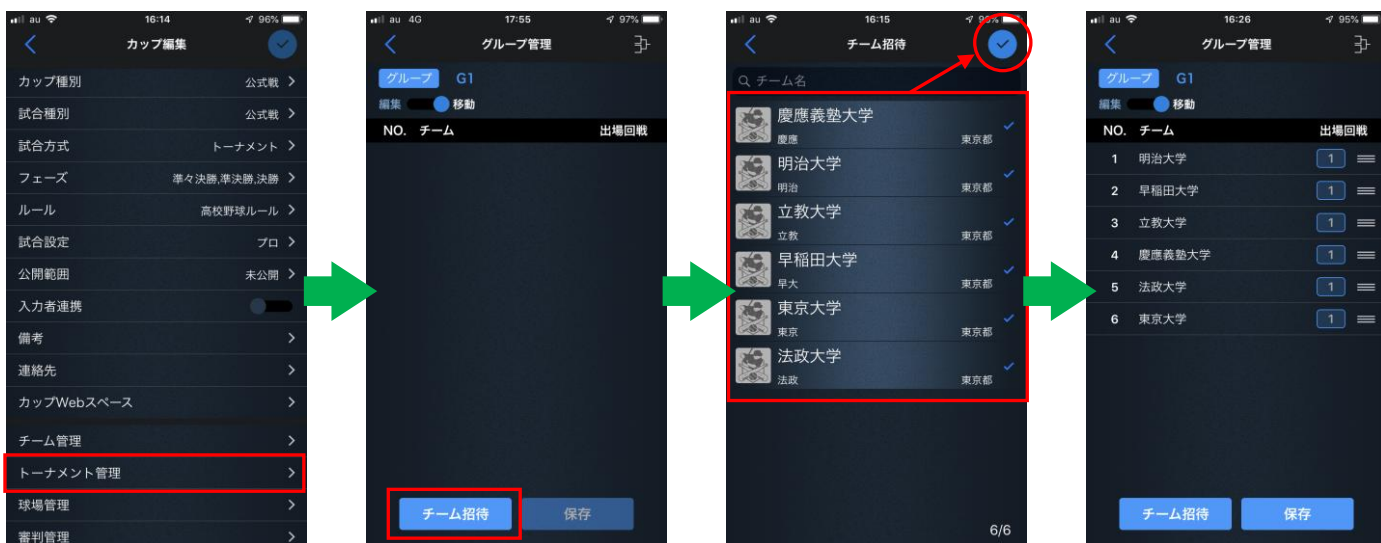 au 16:14 96%
カップ編集
カップ種別 公式戦
試合種別 公式戦
試合方式 トーナメント
フェーズ 準々決勝,準決勝,決勝
ルール 高校野球ルール
試合設定 プロ
公開範囲 未公開
入力者連携
備考
連絡先
カップWebスペース
チーム管理
トーナメント管理
球場管理
審判管理
au 4G 17:55 97%
グループ管理
グループ G1
編集 移動
NO. チーム 出場回戦
チーム招待 保存
au 16:15
チーム招待
チーム名
慶應義塾大学
慶應 東京都
明治大学
明治 東京都
立教大学
立教 東京都
早稲田大学
早大 東京都
東京大学
東京 東京都
法政大学
法政 東京都
6/6
au 16:26 95%
グループ管理
グループ G1
編集 移動
NO. チーム 出場回戦
1 明治大学 1
2 早稲田大学 1
3 立教大学 1
4 慶應義塾大学 1
5 法政大学 1
6 東京大学 1
チーム招待 保存